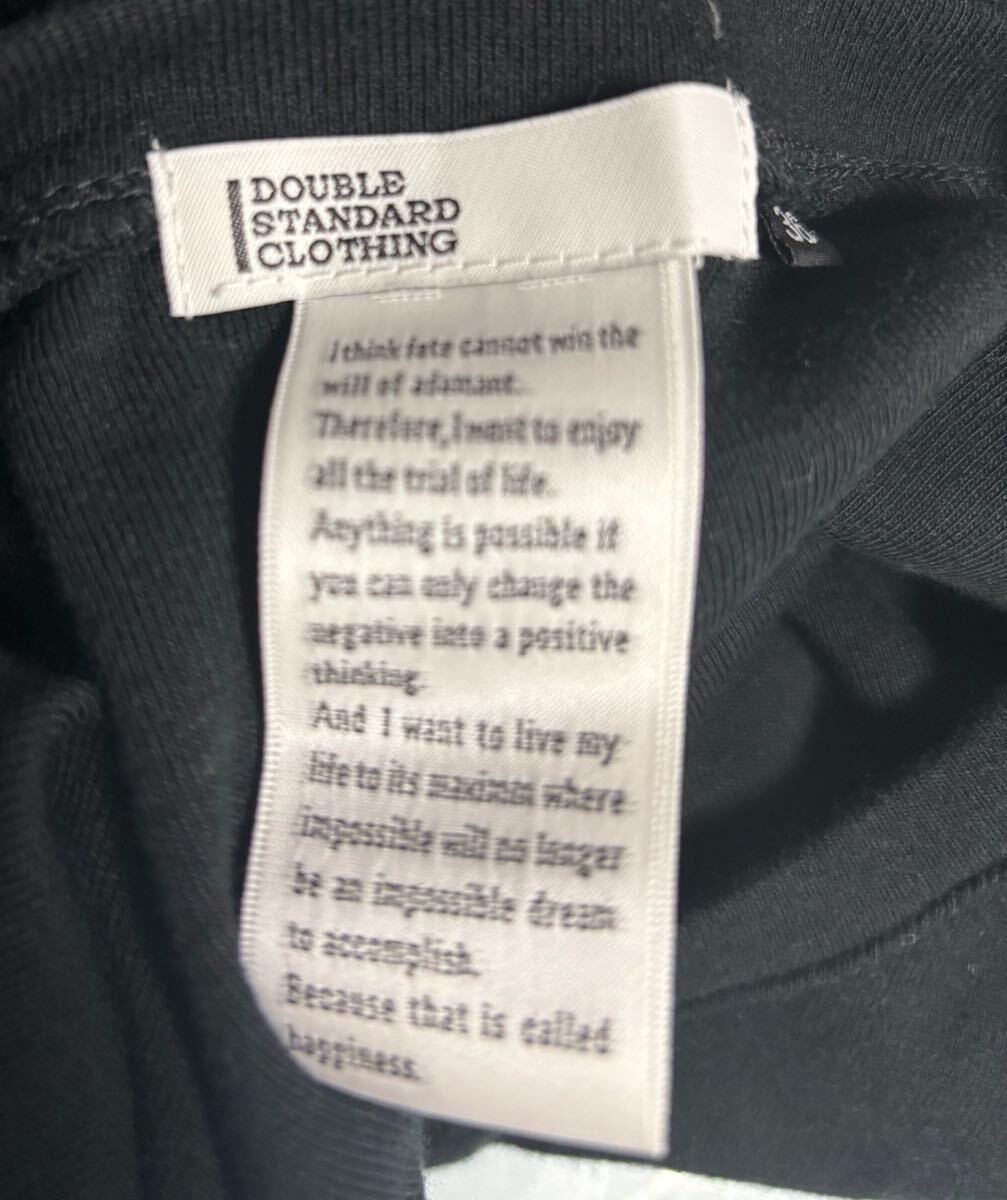 DOUBLE
STANDARD
CLOTHING
36
I think fate cannot win the
will of adamant.
Therefore, I want to enjoy
all the trial of life.
Anything is possible if
you can only change the
negative into a positive
thinking.
And I want to live my
life to its maximum where
impossible will no longer
be an impossible dream
to accomplish.
Because that is called
happiness.